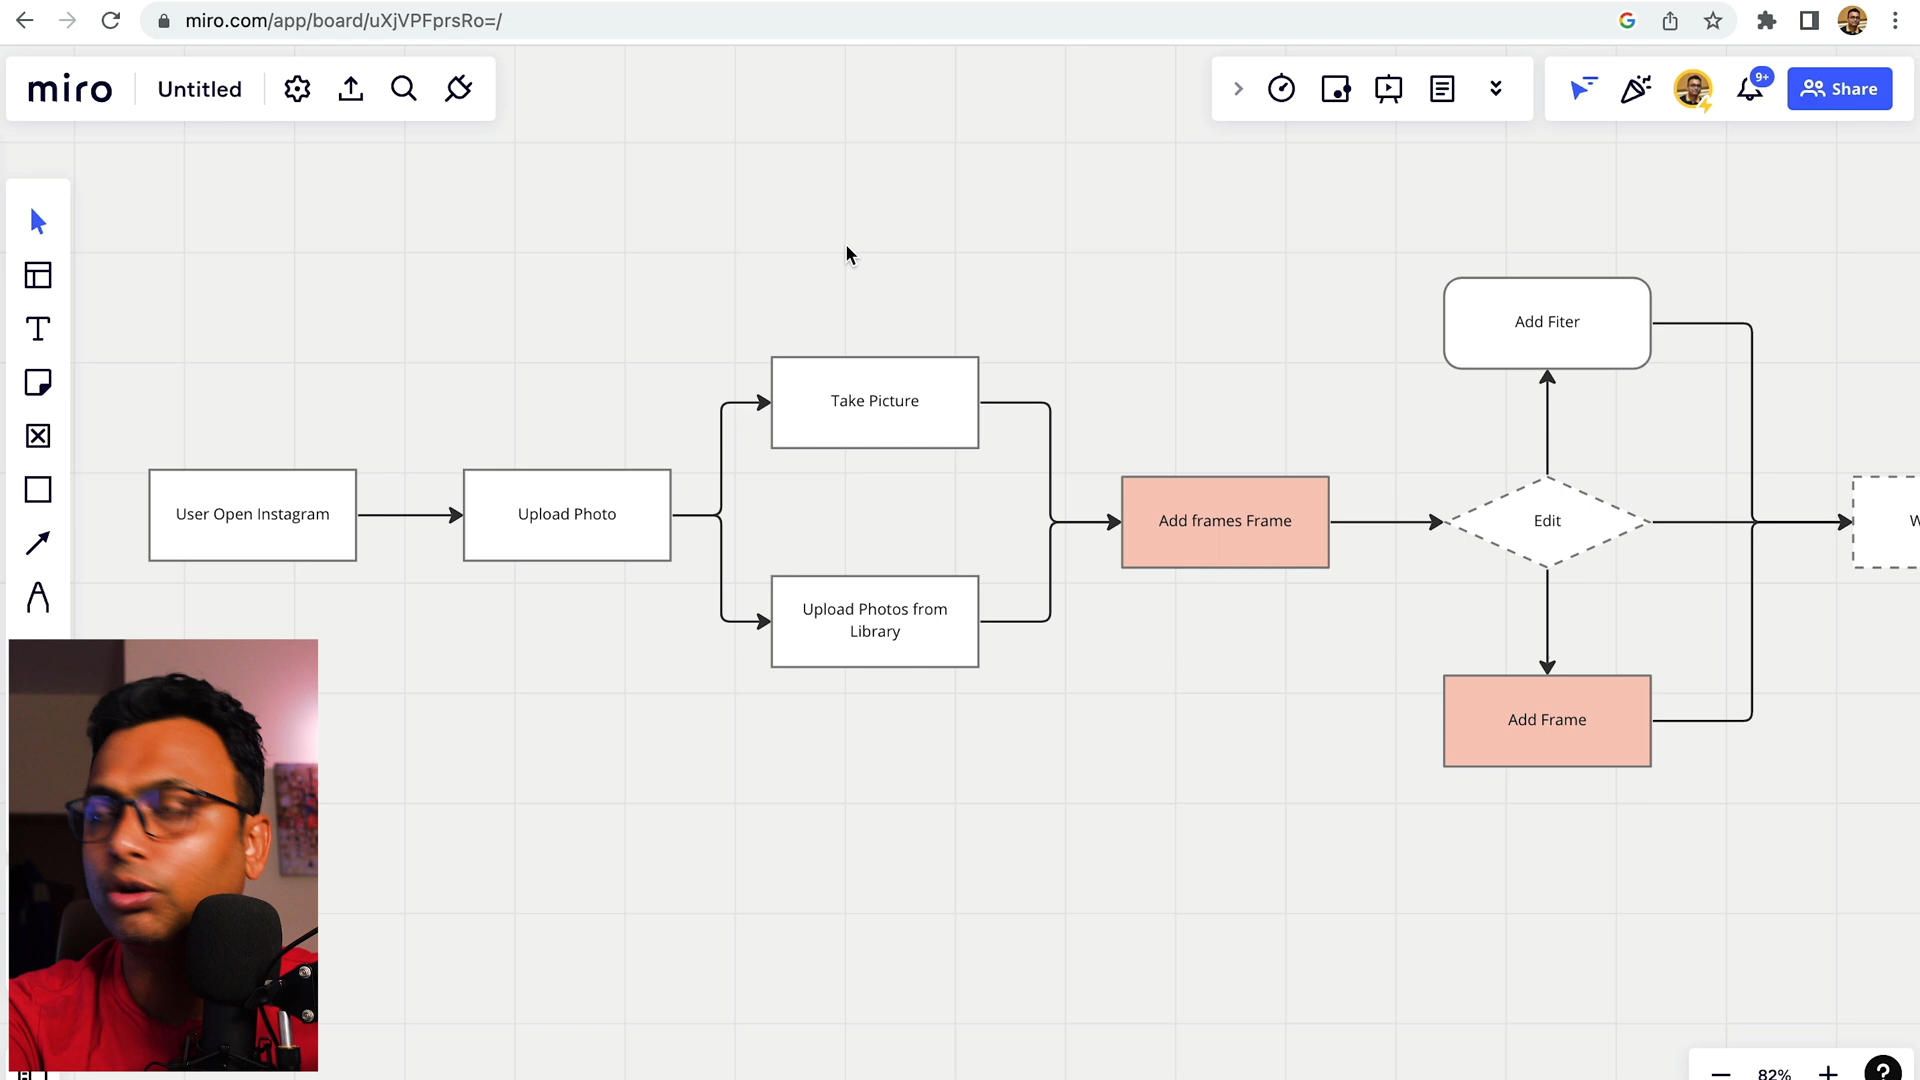 miro.com/app/board/uXjVPFprsRo=/
miro
Untitled
9+
Share
Add Fiter
Take Picture
User Open Instagram
Upload Photo
Add frames Frame
Edit
Upload Photos from
Library
Add Frame
82%